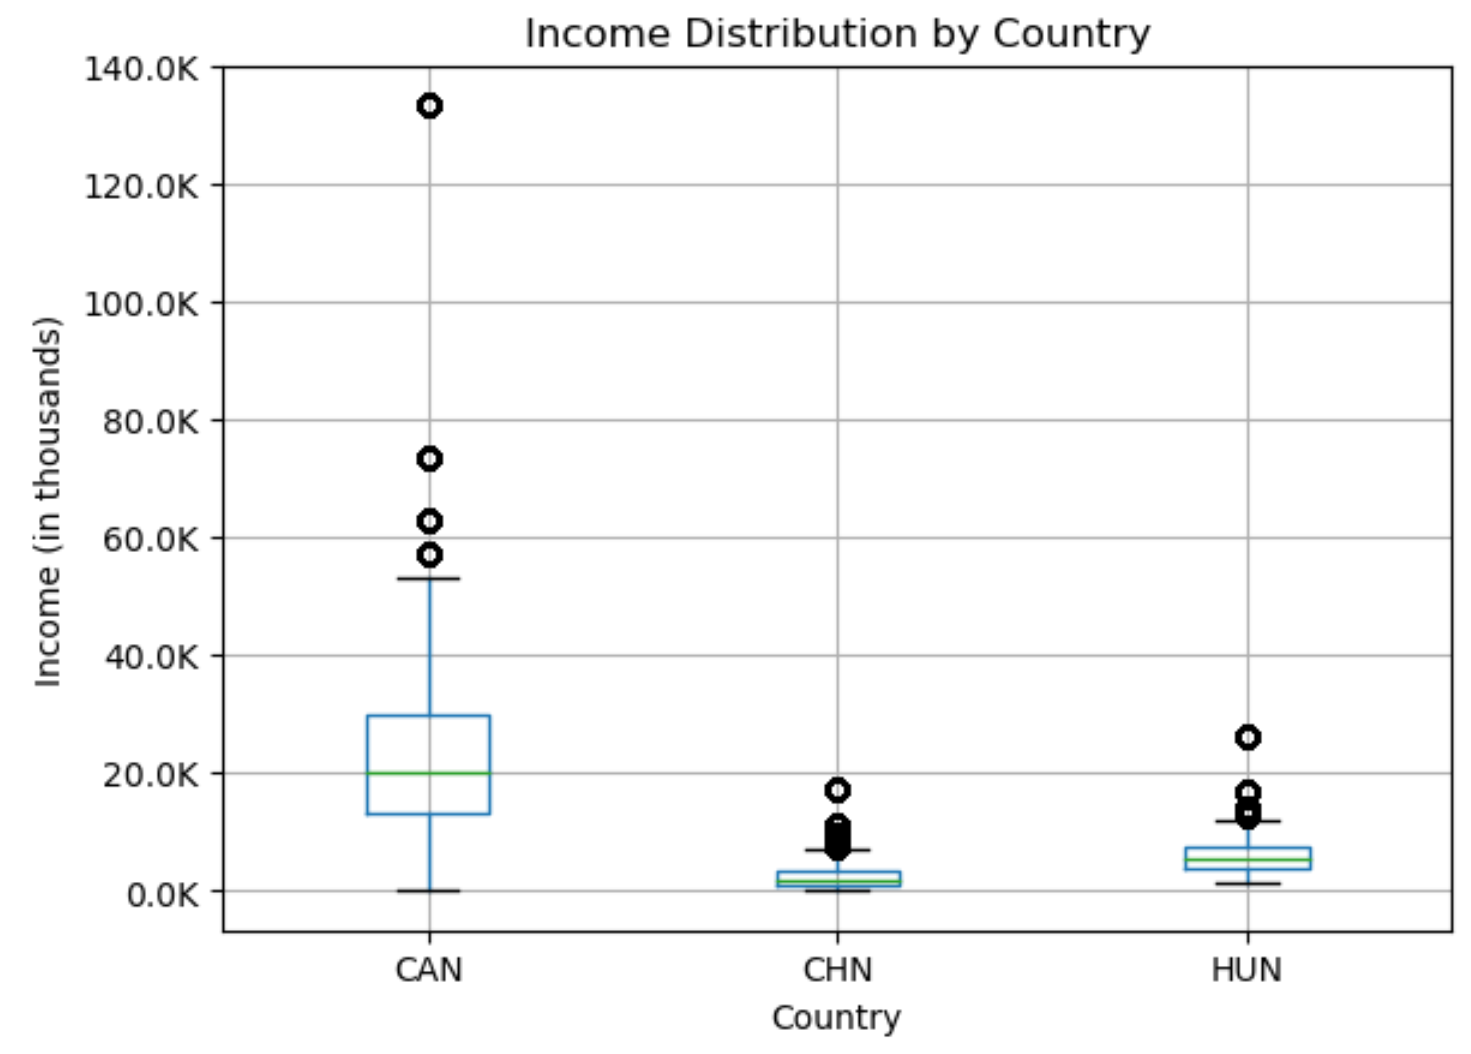 Income Distribution by Country
140.0K
120.0K
100.0K
80.0K
60.0K
40.0K
20.0K
0.0K
Income (in thousands)
CAN CHN HUN
Country